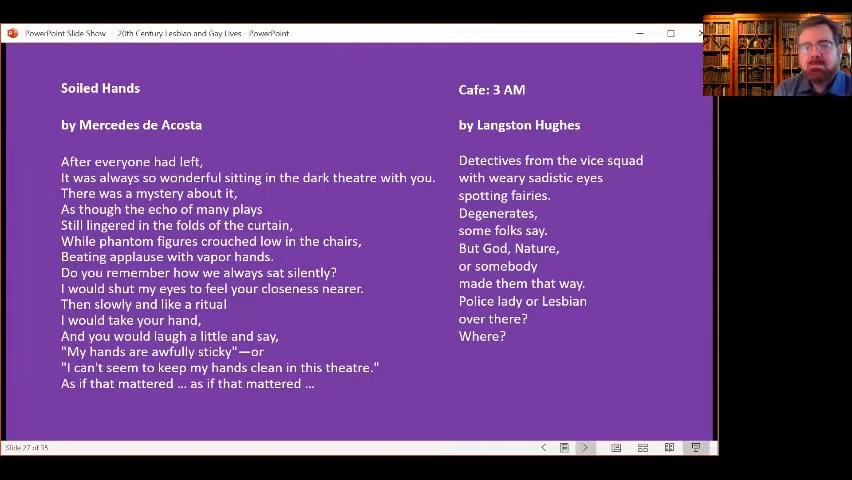 PowerPoint Slide Show - 20th Century Lesbian and Gay Lives - PowerPoint
Soiled Hands
by Mercedes de Acosta
After everyone had left,
It was always so wonderful sitting in the dark theatre with you.
There was a mystery about it,
As though the echo of many plays
Still lingered in the folds of the curtain,
While phantom figures crouched low in the chairs,
Beating applause with vapor hands.
Do you remember how we always sat silently?
I would shut my eyes to feel your closeness nearer.
Then slowly and like a ritual
I would take your hand,
And you would laugh a little and say,
"My hands are awfully sticky"—or
"I can't seem to keep my hands clean in this theatre."
As if that mattered ... as if that mattered ...
Cafe: 3 AM
by Langston Hughes
Detectives from the vice squad
with weary sadistic eyes
spotting fairies.
Degenerates,
some folks say.
But God, Nature,
or somebody
made them that way.
Police lady or Lesbian
over there?
Where?
Slide 27 of 35